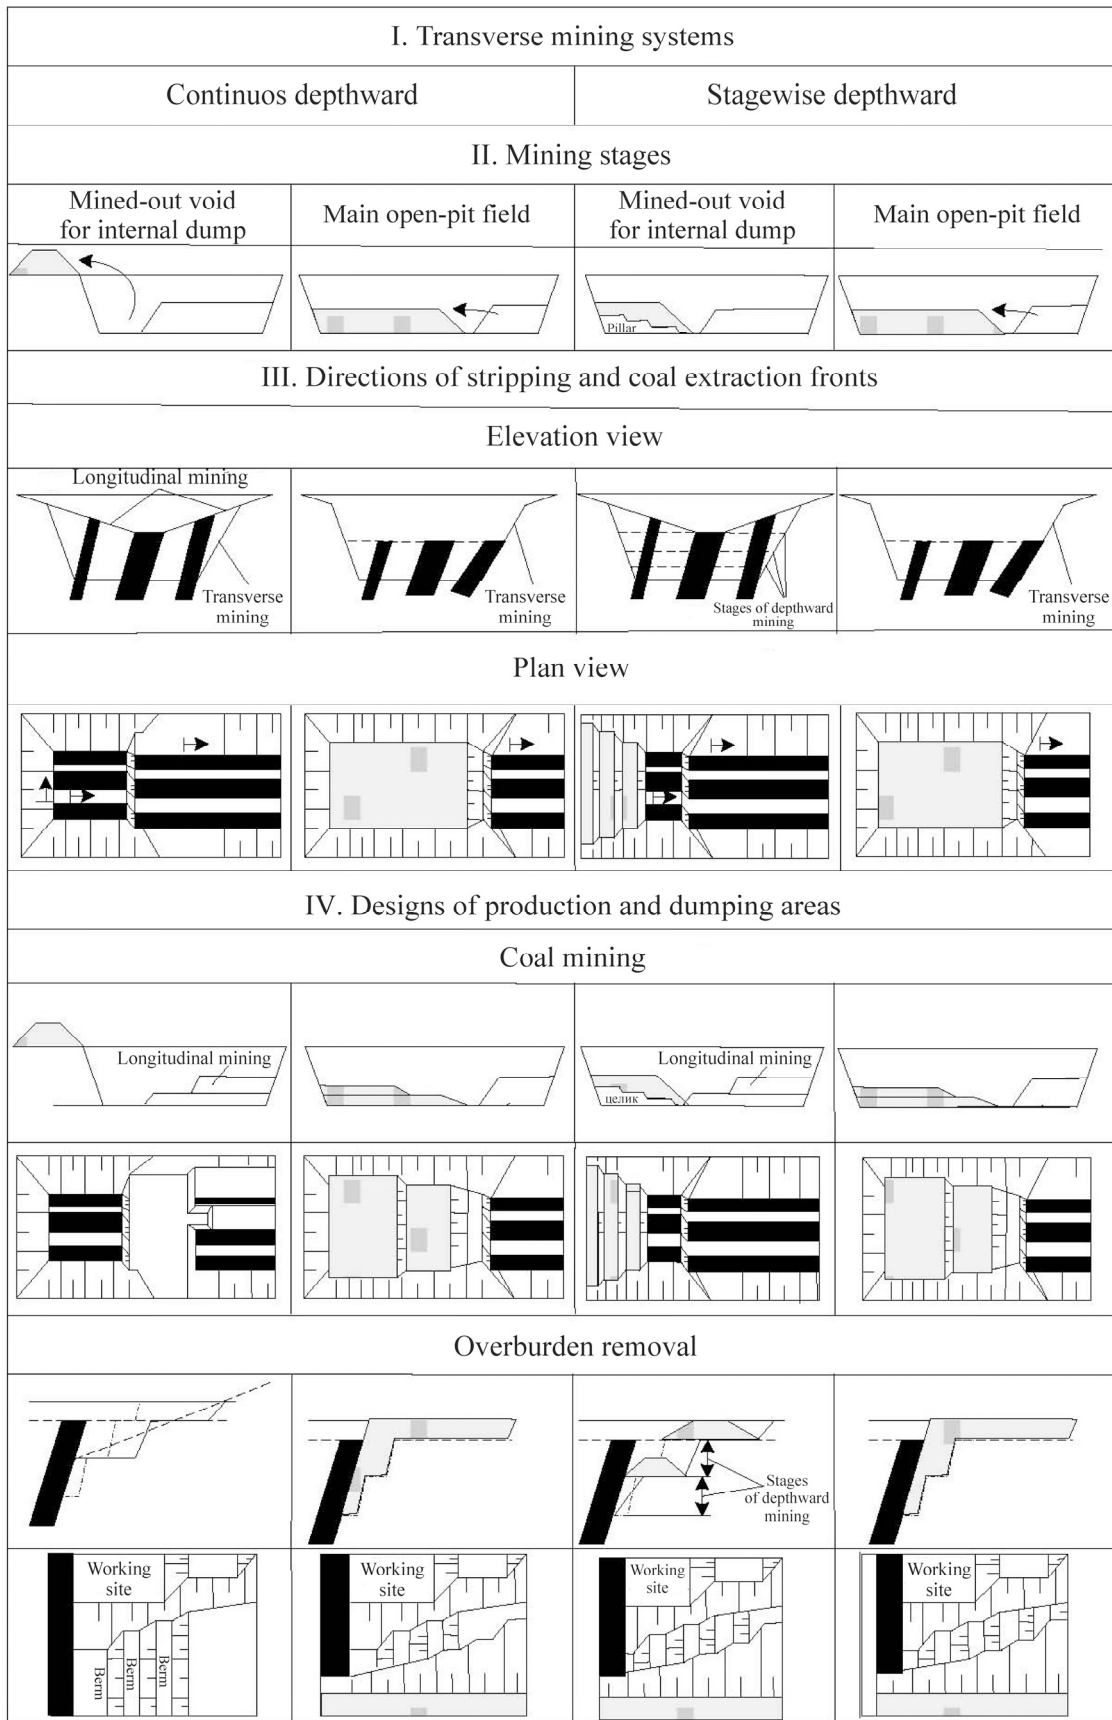 I. Transverse mining systems
Continuos depthward
Stagewise depthward
II. Mining stages
Mined-out void
for internal dump
Main open-pit field
Mined-out void
for internal dump
Main open-pit field
Pillar
III. Directions of stripping and coal extraction fronts
Elevation view
Longitudinal mining
Transverse
mining
Transverse
mining
Stages of depthward
mining
Transverse
mining
Plan view
IV. Designs of production and dumping areas
Coal mining
Longitudinal mining
Longitudinal mining
целик
Overburden removal
Stages
of depthward
mining
Working
site
Berm
Berm
Berm
Working
site
Working
site
Working
site